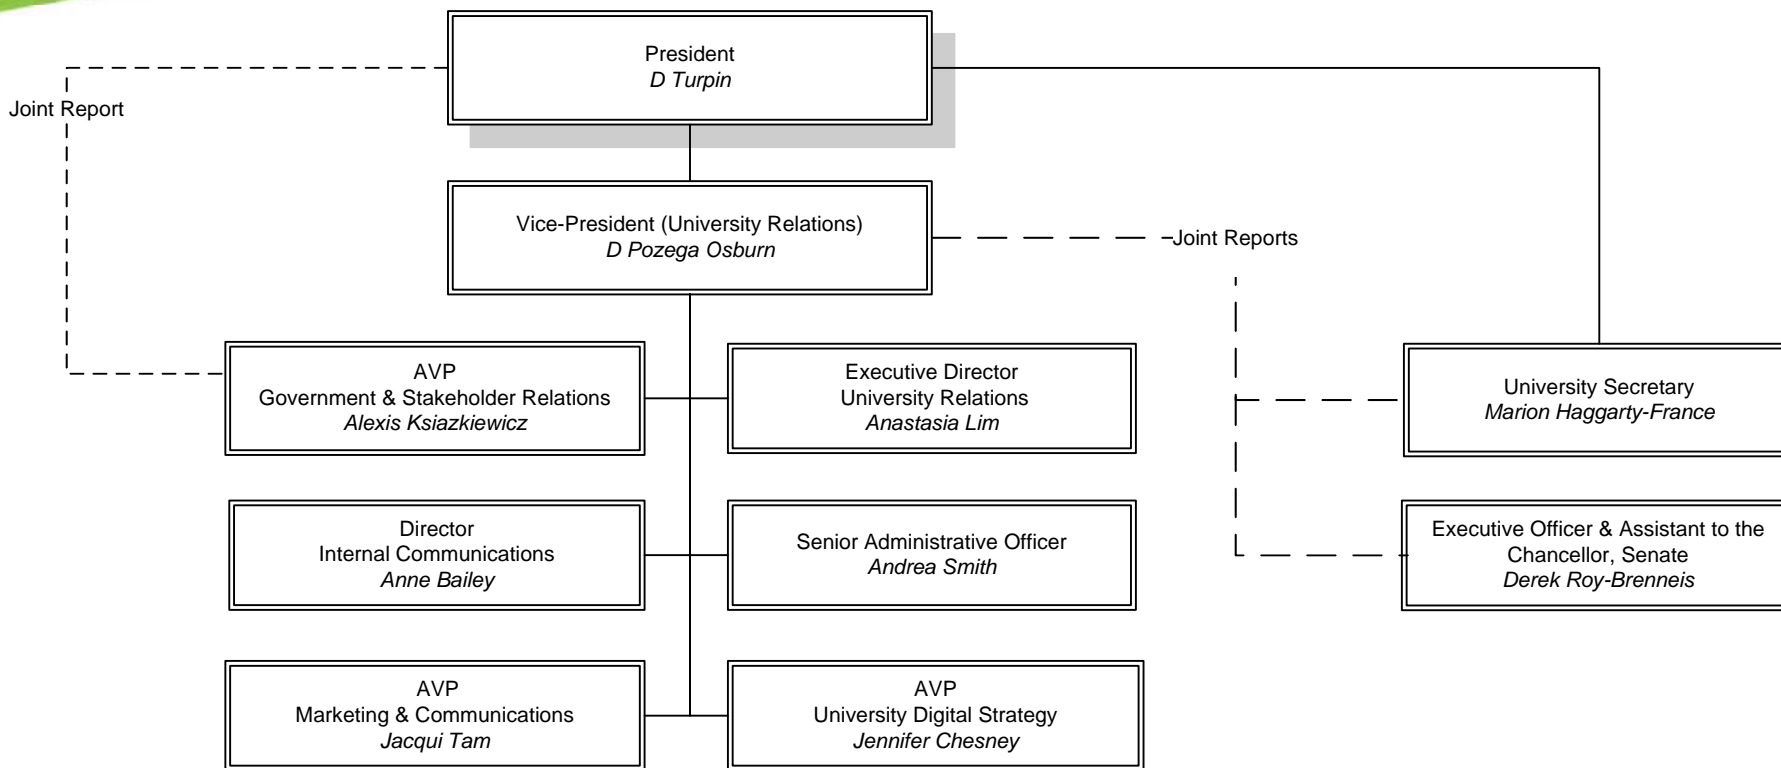 President
D Turpin
Joint Report
Vice-President (University Relations)
D Pozega Osburn
Joint Reports
AVP
Government & Stakeholder Relations
Alexis Ksiazkiewicz
Executive Director
University Relations
Anastasia Lim
University Secretary
Marion Haggarty-France
Director
Internal Communications
Anne Bailey
Senior Administrative Officer
Andrea Smith
Executive Officer & Assistant to the
Chancellor, Senate
Derek Roy-Brenneis
AVP
Marketing & Communications
Jacqui Tam
AVP
University Digital Strategy
Jennifer Chesney